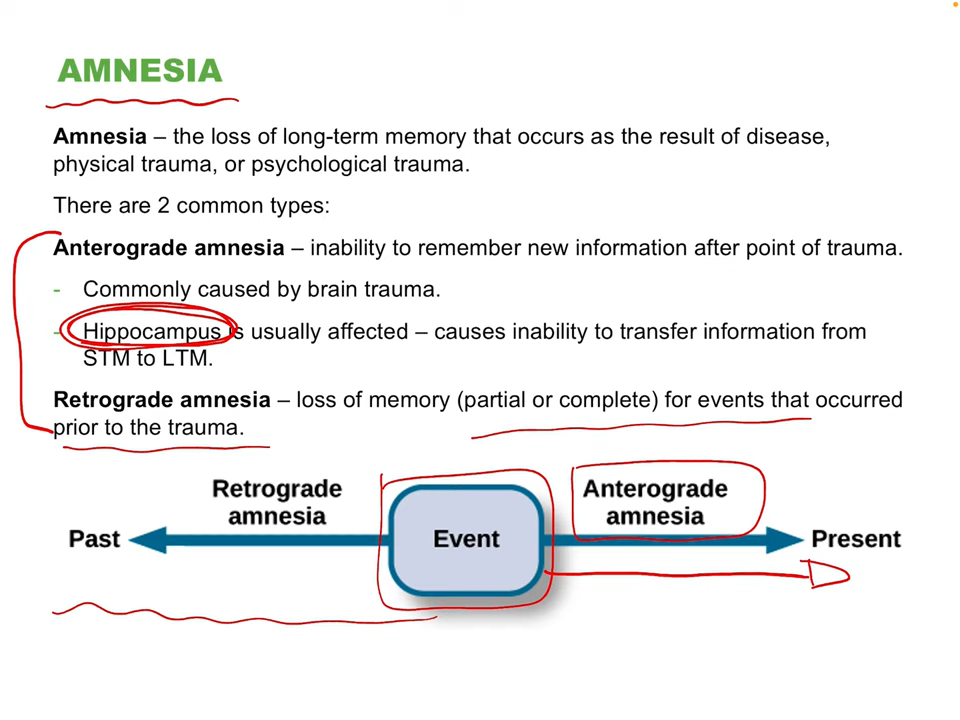 AMNESIA
Amnesia – the loss of long-term memory that occurs as the result of disease,
physical trauma, or psychological trauma.
There are 2 common types:
Anterograde amnesia – inability to remember new information after point of trauma.
- Commonly caused by brain trauma.
- Hippocampus is usually affected – causes inability to transfer information from
STM to LTM.
Retrograde amnesia – loss of memory (partial or complete) for events that occurred
prior to the trauma.
Retrograde
amnesia
Anterograde
amnesia
Past
Event
Present